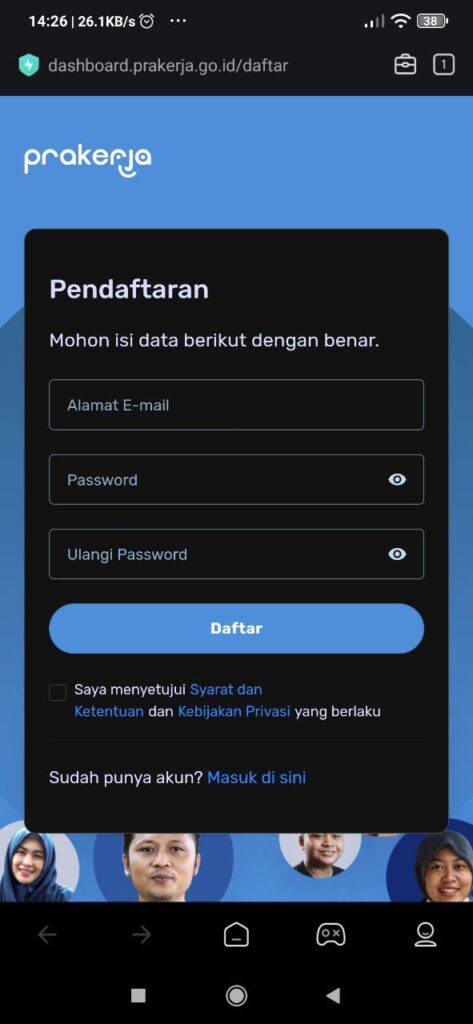 14:26 | 26.1KB/s
38
dashboard.prakerja.go.id/daftar
1
prakerja
Pendaftaran
Mohon isi data berikut dengan benar.
Alamat E-mail
Password
Ulangi Password
Daftar
Saya menyetujui Syarat dan
Ketentuan dan Kebijakan Privasi yang berlaku
Sudah punya akun? Masuk di sini